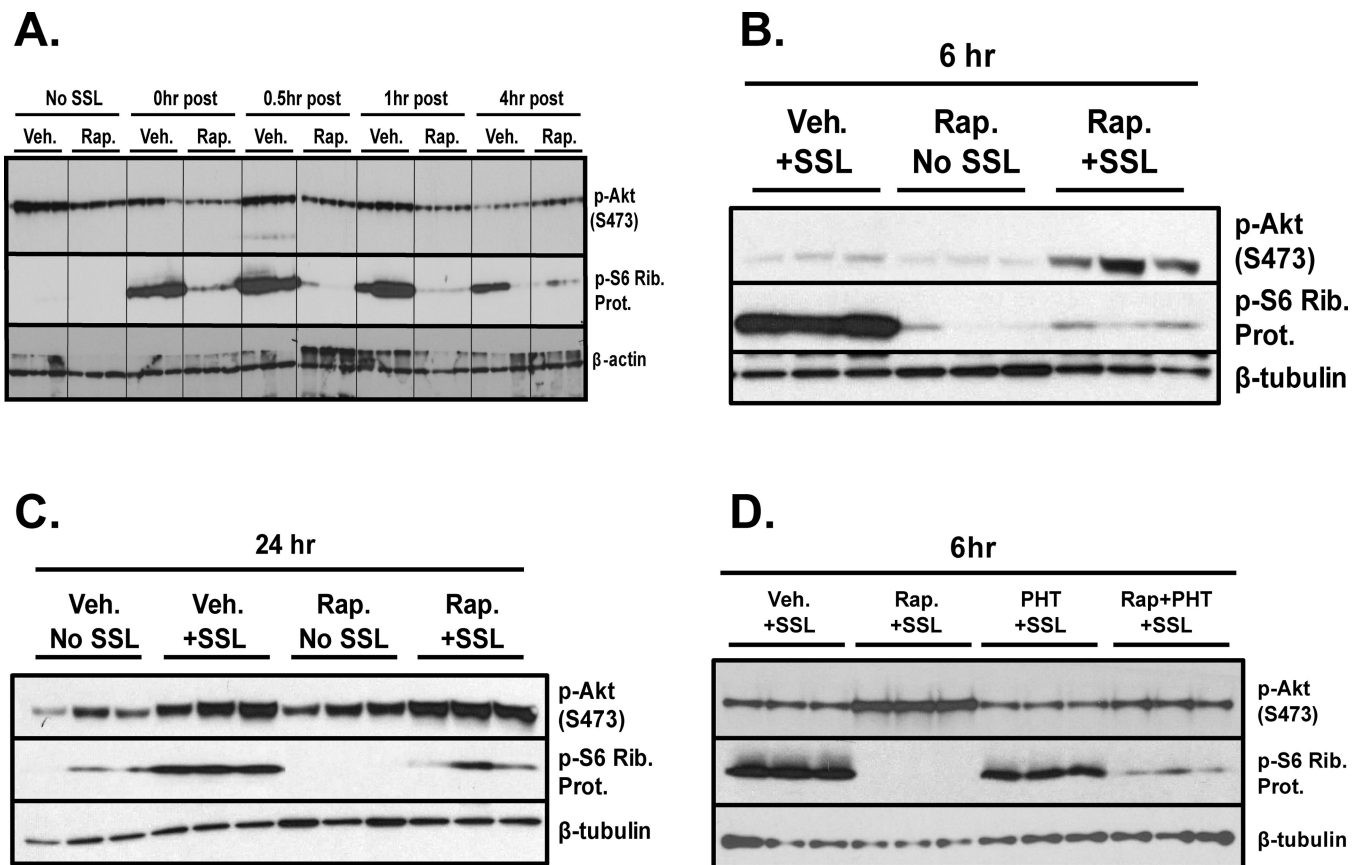 A.
No SSL 0hr post 0.5hr post 1hr post 4hr post
Veh. Rap. Veh. Rap. Veh. Rap. Veh. Rap. Veh. Rap.
p-Akt
(S473)
p-S6 Rib.
Prot.
β-actin
B.
6 hr
Veh. Rap. Rap.
+SSL No SSL +SSL
p-Akt
(S473)
p-S6 Rib.
Prot.
β-tubulin
C.
24 hr
Veh. Veh. Rap. Rap.
No SSL +SSL No SSL +SSL
p-Akt
(S473)
p-S6 Rib.
Prot.
β-tubulin
D.
6hr
Veh. Rap. PHT Rap+PHT
+SSL +SSL +SSL +SSL
p-Akt
(S473)
p-S6 Rib.
Prot.
β-tubulin